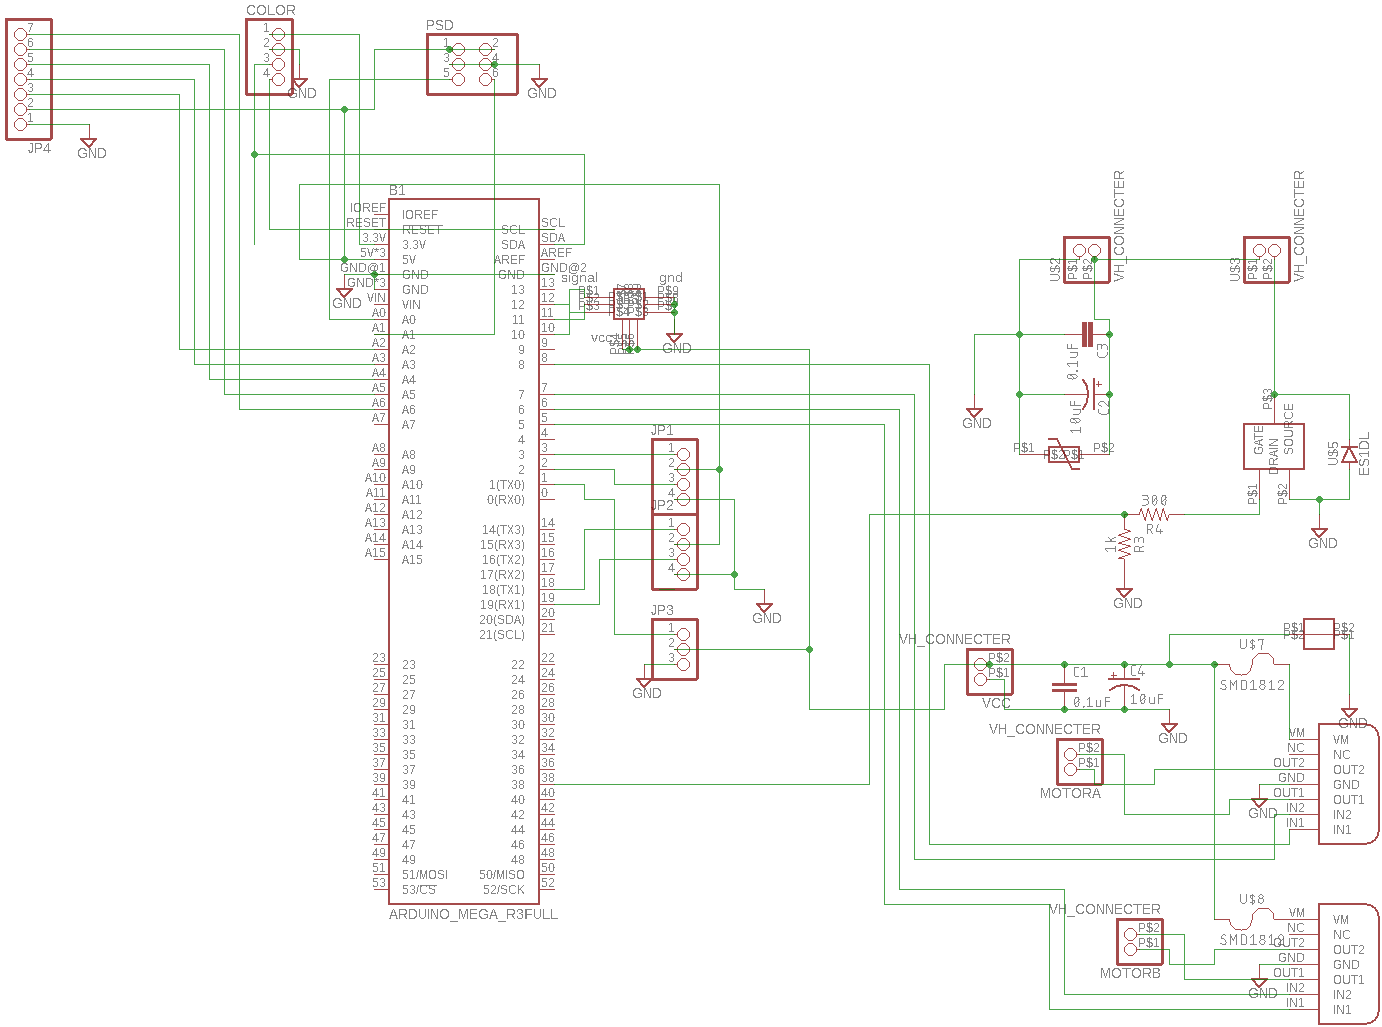 COLOR
PSD
7
6
5
4
3
2
1
JP4
GND
1
2
3
4
GND
1
2
3
4
5
6
GND
B1
IOREF
RESET
3.3V
5V*3
GND@1
VIN
A0
A1
A2
A3
A4
A5
A6
A7
A8
A9
A10
A11
A12
A13
A14
A15
23
25
27
29
31
33
35
37
39
41
43
45
47
49
51
53
GND
IOREF
RESET
3.3V
5V
GND
GND
VIN
A0
A1
A2
A3
A4
A5
A6
A7
A8
A9
A10
A11
A12
A13
A14
A15
23
25
27
29
31
33
35
37
39
41
43
45
47
49
51/MOSI
53/CS
SCL
SDA
AREF
GND
13
12
11
10
9
8
7
6
5
4
3
2
1(TX0)
0(RX0)
14(TX3)
15(RX3)
16(TX2)
17(RX2)
18(TX1)
19(RX1)
20(SDA)
21(SCL)
22
24
26
28
30
32
34
36
38
40
42
44
46
48
50/MISO
52/SCK
SCL
SDA
AREF
GND@2
13
12
11
10
9
8
7
6
5
4
3
2
1
0
14
15
16
17
18
19
20
21
22
24
26
28
30
32
34
36
38
40
42
44
46
48
50
52
ARDUINO_MEGA_R3FULL
signal
gnd
P$1
vcc
GND
JP1
1
2
3
4
JP2
1
2
3
4
GND
JP3
1
2
3
GND
VH_CONNECTER
U$2
P$1
P$2
VH_CONNECTER
U$3
P$1
P$2
0.1uF
C3
10uF
C2
+
GND
P$1
P$2
P$3
GATE
DRAIN
SOURCE
P$1
P$2
U$5
ES1DL
GND
300
R4
1k
R3
GND
VH_CONNECTER
P$2
P$1
VCC
C1
0.1uF
+
C4
10uF
GND
U$7
SMD1812
P$1
P$2
P$2
P$1
GND
VH_CONNECTER
P$2
P$1
MOTORA
GND
VM
NC
OUT2
GND
OUT1
IN2
IN1
VM
NC
OUT2
GND
OUT1
IN2
IN1
U$8
VH_CONNECTER
P$2
P$1
MOTORB
GND
VM
NC
OUT2
GND
OUT1
IN2
IN1
VM
NC
OUT2
GND
OUT1
IN2
IN1